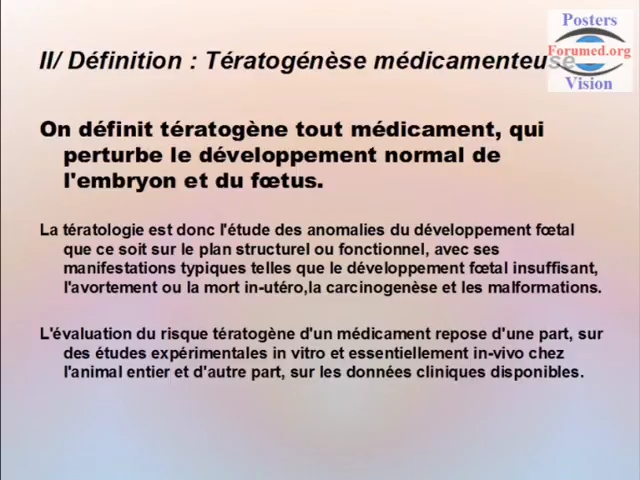 Posters
Forumed.org
Vision
II/ Définition : Tératogénèse médicamenteuse
On définit tératogène tout médicament, qui
perturbe le développement normal de
l'embryon et du fœtus.
La tératologie est donc l'étude des anomalies du développement fœtal
que ce soit sur le plan structurel ou fonctionnel, avec ses
manifestations typiques telles que le développement fœtal insuffisant,
l'avortement ou la mort in-utéro,la carcinogenèse et les malformations.
L'évaluation du risque tératogène d'un médicament repose d'une part, sur
des études expérimentales in vitro et essentiellement in-vivo chez
l'animal entier et d'autre part, sur les données cliniques disponibles.